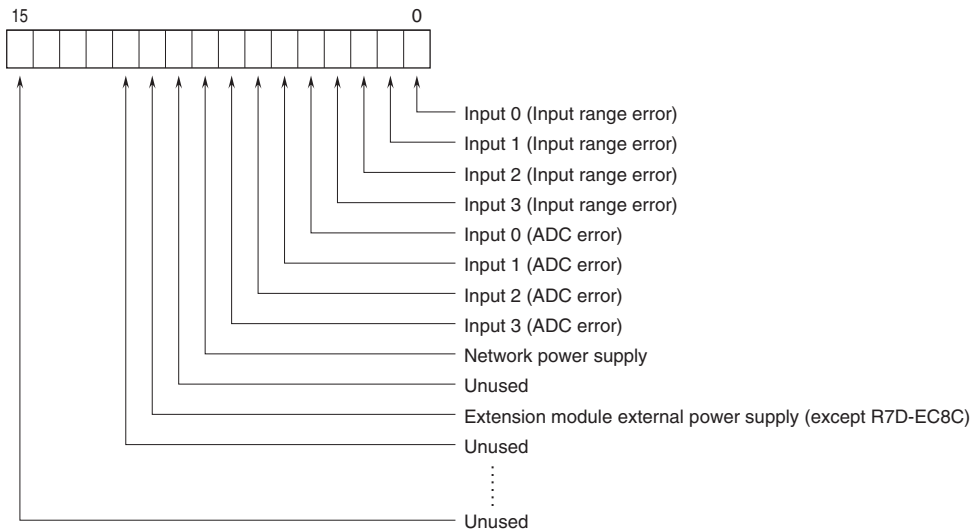 15 0
Input 0 (Input range error)
Input 1 (Input range error)
Input 2 (Input range error)
Input 3 (Input range error)
Input 0 (ADC error)
Input 1 (ADC error)
Input 2 (ADC error)
Input 3 (ADC error)
Network power supply
Unused
Extension module external power supply (except R7D-EC8C)
Unused
Unused